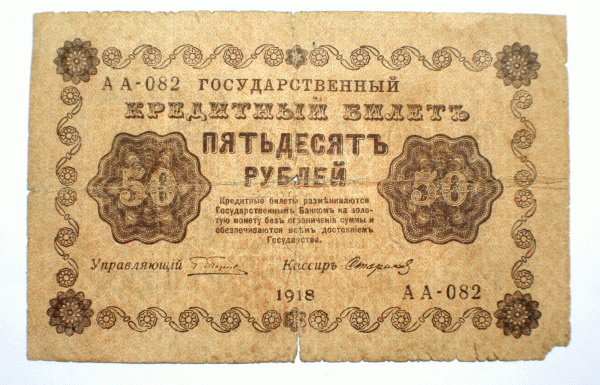 АА-082 ГОСУДАРСТВЕННЫЙ
КРЕДИТНЫЙ БИЛЕТЪ
ПЯТЬДЕСЯТЪ
РУБЛЕЙ
50 50
Кредитные билеты размѣниваются
Государственнымъ Банкомъ на золо-
тую монету безъ ограниченія суммы и
обезпечиваются всѣмъ достояніемъ
Государства.
Управляющій Кассиръ
1918
АА-082